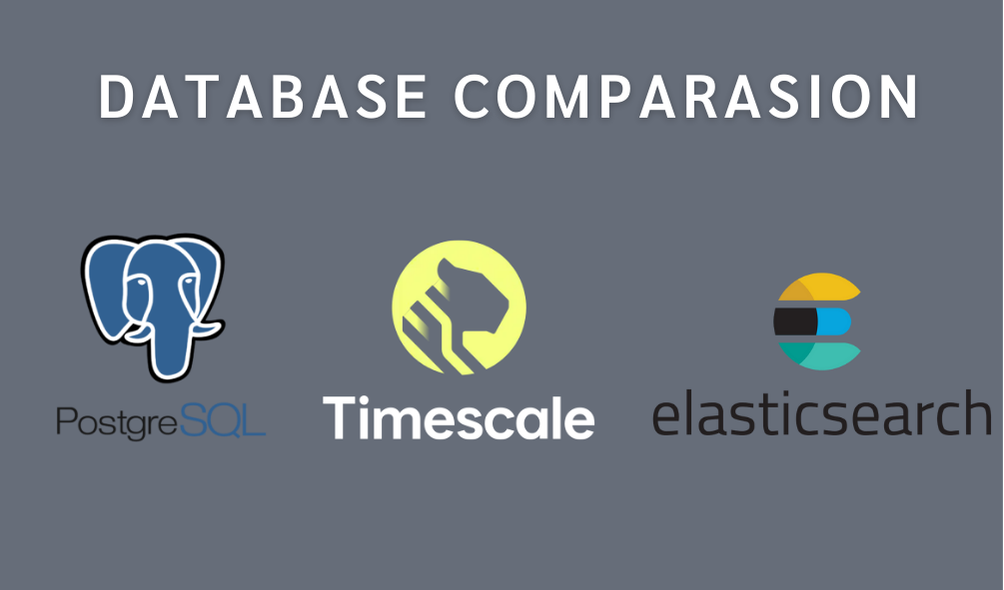 DATABASE COMPARASION
PostgreSQL
Timescale
elasticsearch